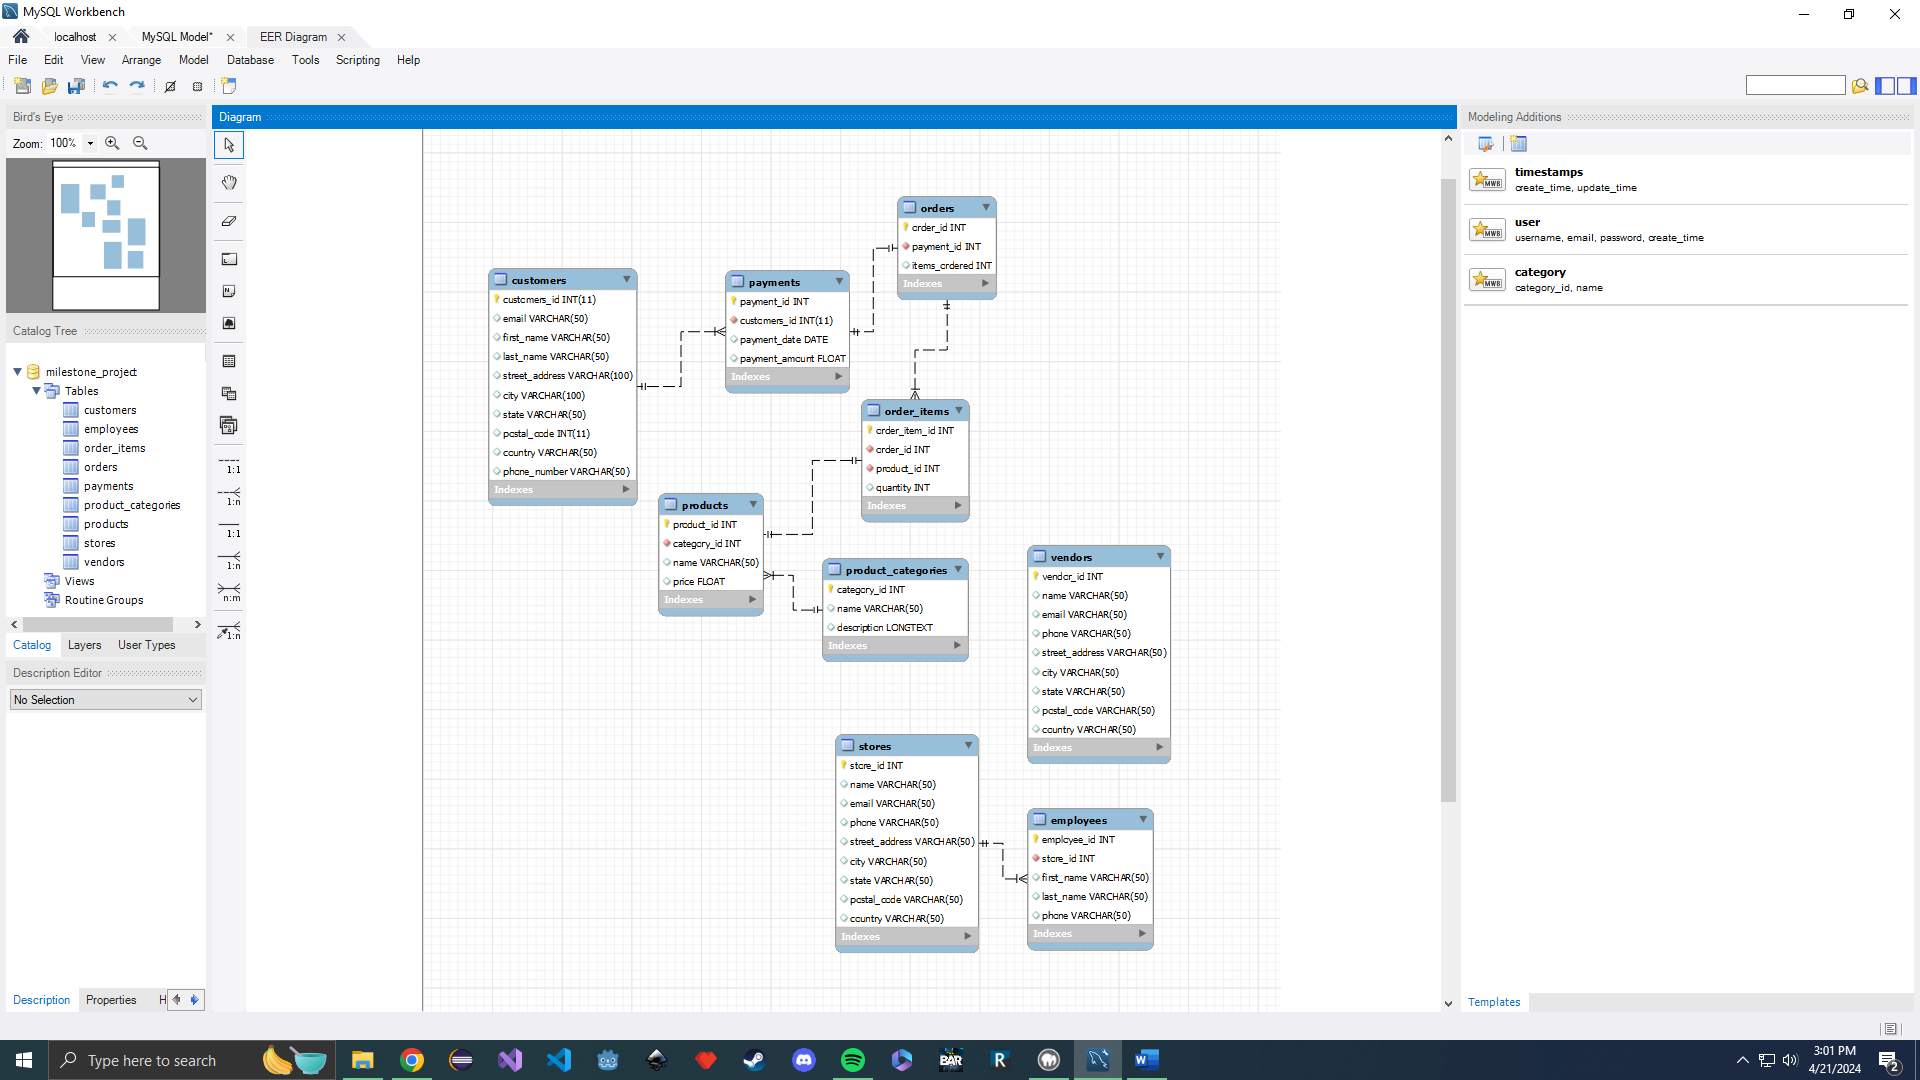 MySQL Workbench
localhost
MySQL Model*
EER Diagram
File Edit View Arrange Model Database Tools Scripting Help
Bird's Eye
Zoom: 100%
Catalog Tree
milestone_project
Tables
customers
employees
order_items
orders
payments
product_categories
products
stores
vendors
Views
Routine Groups
Catalog Layers User Types
Description Editor
No Selection
Description Properties H
Diagram
1:1
1:n
1:1
1:n
n:m
1:n
customers
customers_id INT(11)
email VARCHAR(50)
first_name VARCHAR(50)
last_name VARCHAR(50)
street_address VARCHAR(100)
city VARCHAR(100)
state VARCHAR(50)
postal_code INT(11)
country VARCHAR(50)
phone_number VARCHAR(50)
Indexes
payments
payment_id INT
customers_id INT(11)
payment_date DATE
payment_amount FLOAT
Indexes
orders
order_id INT
payment_id INT
items_ordered INT
Indexes
order_items
order_item_id INT
order_id INT
product_id INT
quantity INT
Indexes
products
product_id INT
category_id INT
name VARCHAR(50)
price FLOAT
Indexes
product_categories
category_id INT
name VARCHAR(50)
description LONGTEXT
Indexes
vendors
vendor_id INT
name VARCHAR(50)
email VARCHAR(50)
phone VARCHAR(50)
street_address VARCHAR(50)
city VARCHAR(50)
state VARCHAR(50)
postal_code VARCHAR(50)
country VARCHAR(50)
Indexes
stores
store_id INT
name VARCHAR(50)
email VARCHAR(50)
phone VARCHAR(50)
street_address VARCHAR(50)
city VARCHAR(50)
state VARCHAR(50)
postal_code VARCHAR(50)
country VARCHAR(50)
Indexes
employees
employee_id INT
store_id INT
first_name VARCHAR(50)
last_name VARCHAR(50)
phone VARCHAR(50)
Indexes
Modeling Additions
MWB
timestamps
create_time, update_time
MWB
user
username, email, password, create_time
MWB
category
category_id, name
Templates
Type here to search
BAR
R
W
3:01 PM
4/21/2024
2